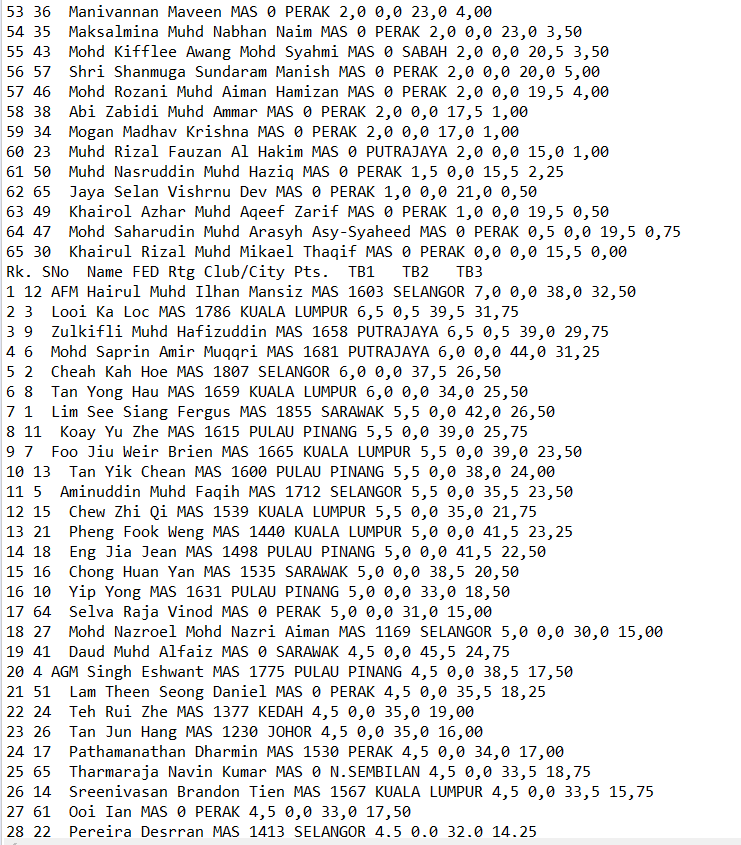 53 36  Manivannan Maveen MAS 0 PERAK 2,0 0,0 23,0 4,00
54 35  Maksalmina Muhd Nabhan Naim MAS 0 PERAK 2,0 0,0 23,0 3,50
55 43  Mohd Kifflee Awang Mohd Syahmi MAS 0 SABAH 2,0 0,0 20,5 3,50
56 57  Shri Shanmuga Sundaram Manish MAS 0 PERAK 2,0 0,0 20,0 5,00
57 46  Mohd Rozani Muhd Aiman Hamizan MAS 0 PERAK 2,0 0,0 19,5 4,00
58 38  Abi Zabidi Muhd Ammar MAS 0 PERAK 2,0 0,0 17,5 1,00
59 34  Mogan Madhav Krishna MAS 0 PERAK 2,0 0,0 17,0 1,00
60 23  Muhd Rizal Fauzan Al Hakim MAS 0 PUTRAJAYA 2,0 0,0 15,0 1,00
61 50  Muhd Nasruddin Muhd Haziq MAS 0 PERAK 1,5 0,0 15,5 2,25
62 65  Jaya Selan Vishrnu Dev MAS 0 PERAK 1,0 0,0 21,0 0,50
63 49  Khairol Azhar Muhd Aqeef Zarif MAS 0 PERAK 1,0 0,0 19,5 0,50
64 47  Mohd Saharudin Muhd Arasyh Asy-Syaheed MAS 0 PERAK 0,5 0,0 19,5 0,75
65 30  Khairul Rizal Muhd Mikael Thaqif MAS 0 PERAK 0,0 0,0 15,5 0,00
Rk. SNo  Name FED Rtg Club/City Pts.  TB1   TB2   TB3
1 12 AFM Hairul Muhd Ilhan Mansiz MAS 1603 SELANGOR 7,0 0,0 38,0 32,50
2 3  Looi Ka Loc MAS 1786 KUALA LUMPUR 6,5 0,5 39,5 31,75
3 9  Zulkifli Muhd Hafizuddin MAS 1658 PUTRAJAYA 6,5 0,5 39,0 29,75
4 6  Mohd Saprin Amir Muqqri MAS 1681 PUTRAJAYA 6,0 0,0 44,0 31,25
5 2  Cheah Kah Hoe MAS 1807 SELANGOR 6,0 0,0 37,5 26,50
6 8  Tan Yong Hau MAS 1659 KUALA LUMPUR 6,0 0,0 34,0 25,50
7 1  Lim See Siang Fergus MAS 1855 SARAWAK 5,5 0,0 42,0 26,50
8 11  Koay Yu Zhe MAS 1615 PULAU PINANG 5,5 0,0 39,0 25,75
9 7  Foo Jiu Weir Brien MAS 1665 KUALA LUMPUR 5,5 0,0 39,0 23,50
10 13  Tan Yik Chean MAS 1600 PULAU PINANG 5,5 0,0 38,0 24,00
11 5  Aminuddin Muhd Faqih MAS 1712 SELANGOR 5,5 0,0 35,5 23,50
12 15  Chew Zhi Qi MAS 1539 KUALA LUMPUR 5,5 0,0 35,0 21,75
13 21  Pheng Fook Weng MAS 1440 KUALA LUMPUR 5,0 0,0 41,5 23,25
14 18  Eng Jia Jean MAS 1498 PULAU PINANG 5,0 0,0 41,5 22,50
15 16  Chong Huan Yan MAS 1535 SARAWAK 5,0 0,0 38,5 20,50
16 10  Yip Yong MAS 1631 PULAU PINANG 5,0 0,0 33,0 18,50
17 64  Selva Raja Vinod MAS 0 PERAK 5,0 0,0 31,0 15,00
18 27  Mohd Nazroel Mohd Nazri Aiman MAS 1169 SELANGOR 5,0 0,0 30,0 15,00
19 41  Daud Muhd Alfaiz MAS 0 SARAWAK 4,5 0,0 45,5 24,75
20 4 AGM Singh Eshwant MAS 1775 PULAU PINANG 4,5 0,0 38,5 17,50
21 51  Lam Theen Seong Daniel MAS 0 PERAK 4,5 0,0 35,5 18,25
22 24  Teh Rui Zhe MAS 1377 KEDAH 4,5 0,0 35,0 19,00
23 26  Tan Jun Hang MAS 1230 JOHOR 4,5 0,0 35,0 16,00
24 17  Pathamanathan Dharmin MAS 1530 PERAK 4,5 0,0 34,0 17,00
25 65  Tharmaraja Navin Kumar MAS 0 N.SEMBILAN 4,5 0,0 33,5 18,75
26 14  Sreenivasan Brandon Tien MAS 1567 KUALA LUMPUR 4,5 0,0 33,5 15,75
27 61  Ooi Ian MAS 0 PERAK 4,5 0,0 33,0 17,50
28 22  Pereira Desrran MAS 1413 SELANGOR 4,5 0,0 32,0 14,25